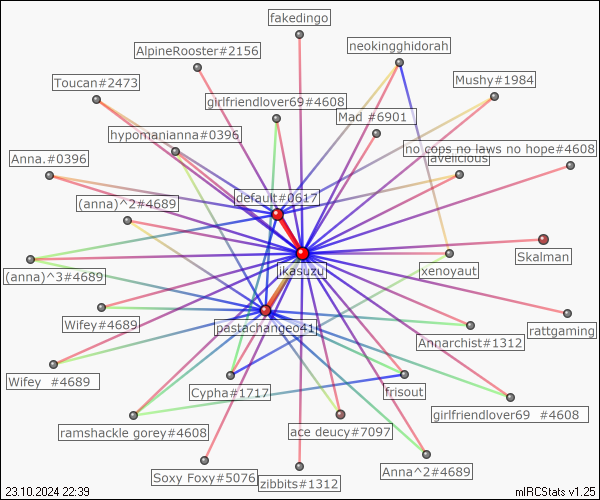 fakedingo
neokingghidorah
AlpineRooster#2156
Toucan#2473
Mushy#1984
girlfriendlover69#4608
Mad #6901
hypomanianna#0396
no cops no laws no hope#4608
Anna.#0396
avelicious
default#0617
(anna)^2#4689
Skalman
ikasuzu
xenoyaut
(anna)^3#4689
Wifey#4689
pastachangeo41
rattgaming
Annarchist#1312
Wifey #4689
Cypha#1717
frisout
girlfriendlover69 #4608
ramshackle gorey#4608
ace deucy#7097
Soxy Foxy#5076
zibbits#1312
Anna^2#4689
23.10.2024 22:39
mIRCStats v1.25